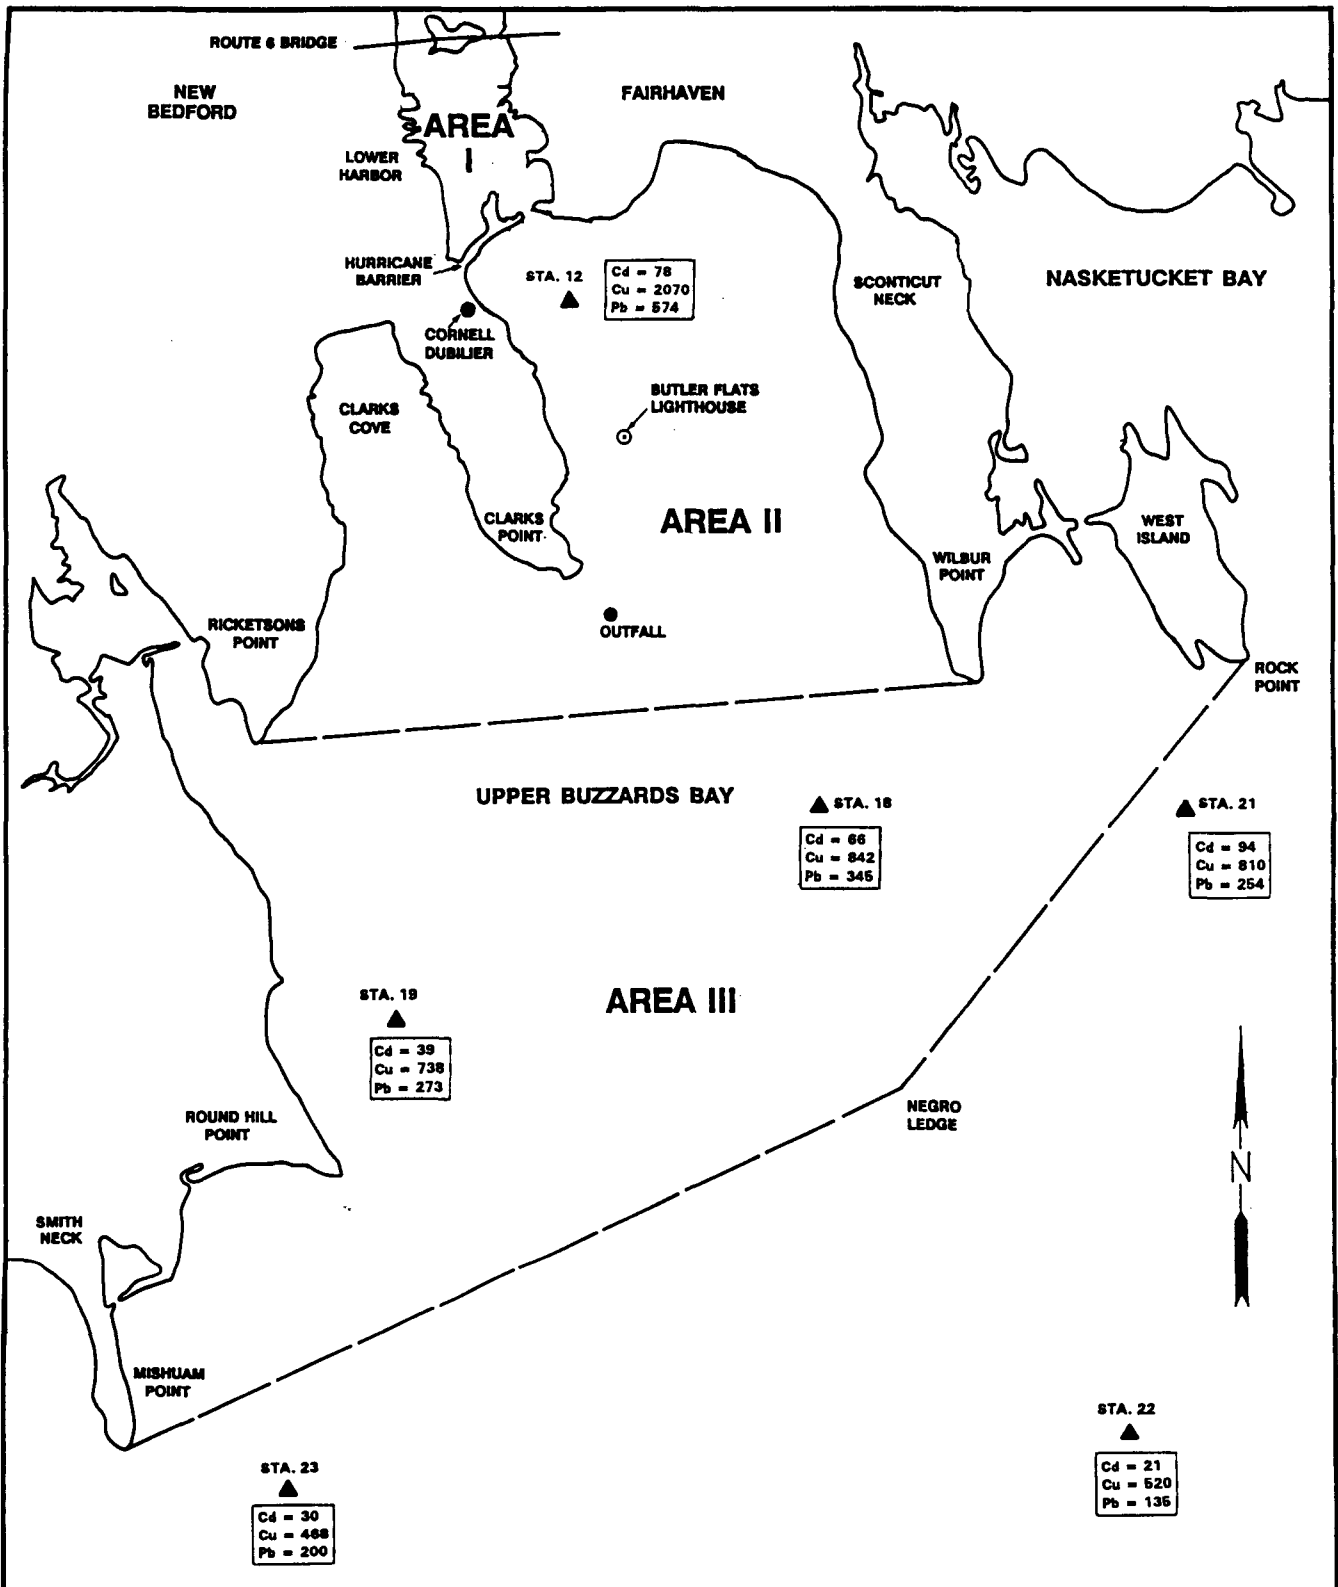 ROUTE 6 BRIDGE
NEW
BEDFORD
FAIRHAVEN
AREA
I
LOWER
HARBOR
HURRICANE
BARRIER
STA. 12
Cd = 78
Cu = 2070
Pb = 574
SCONTICUT
NECK
NASKETUCKET BAY
CORNELL
DUBILIER
BUTLER FLATS
LIGHTHOUSE
CLARKS
COVE
CLARKS
POINT
AREA II
WEST
ISLAND
WILBUR
POINT
RICKETSONS
POINT
OUTFALL
ROCK
POINT
UPPER BUZZARDS BAY
STA. 18
Cd = 66
Cu = 842
Pb = 345
STA. 21
Cd = 94
Cu = 810
Pb = 254
STA. 19
Cd = 39
Cu = 738
Pb = 273
AREA III
ROUND HILL
POINT
NEGRO
LEDGE
N
SMITH
NECK
MISHUAM
POINT
STA. 22
Cd = 21
Cu = 520
Pb = 135
STA. 23
Cd = 30
Cu = 468
Pb = 200